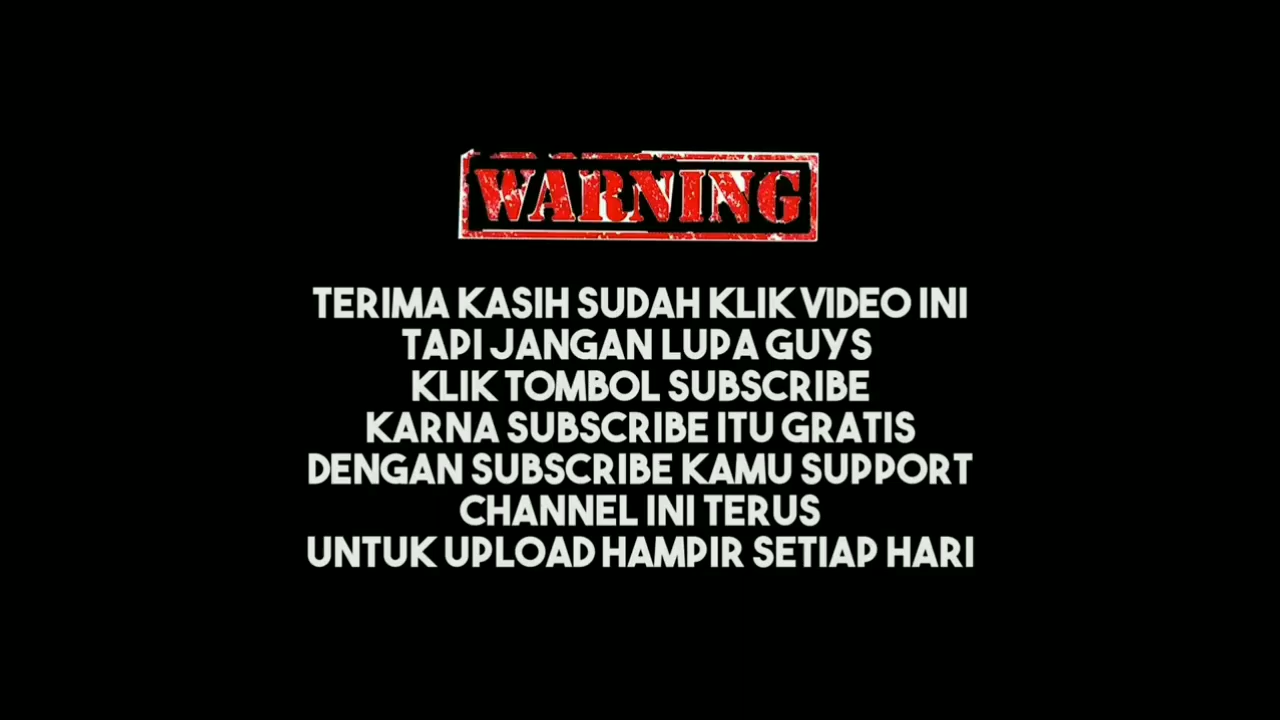 WARNING
TERIMA KASIH SUDAH KLIK VIDEO INI
TAPI JANGAN LUPA GUYS
KLIK TOMBOL SUBSCRIBE
KARNA SUBSCRIBE ITU GRATIS
DENGAN SUBSCRIBE KAMU SUPPORT
CHANNEL INI TERUS
UNTUK UPLOAD HAMPIR SETIAP HARI